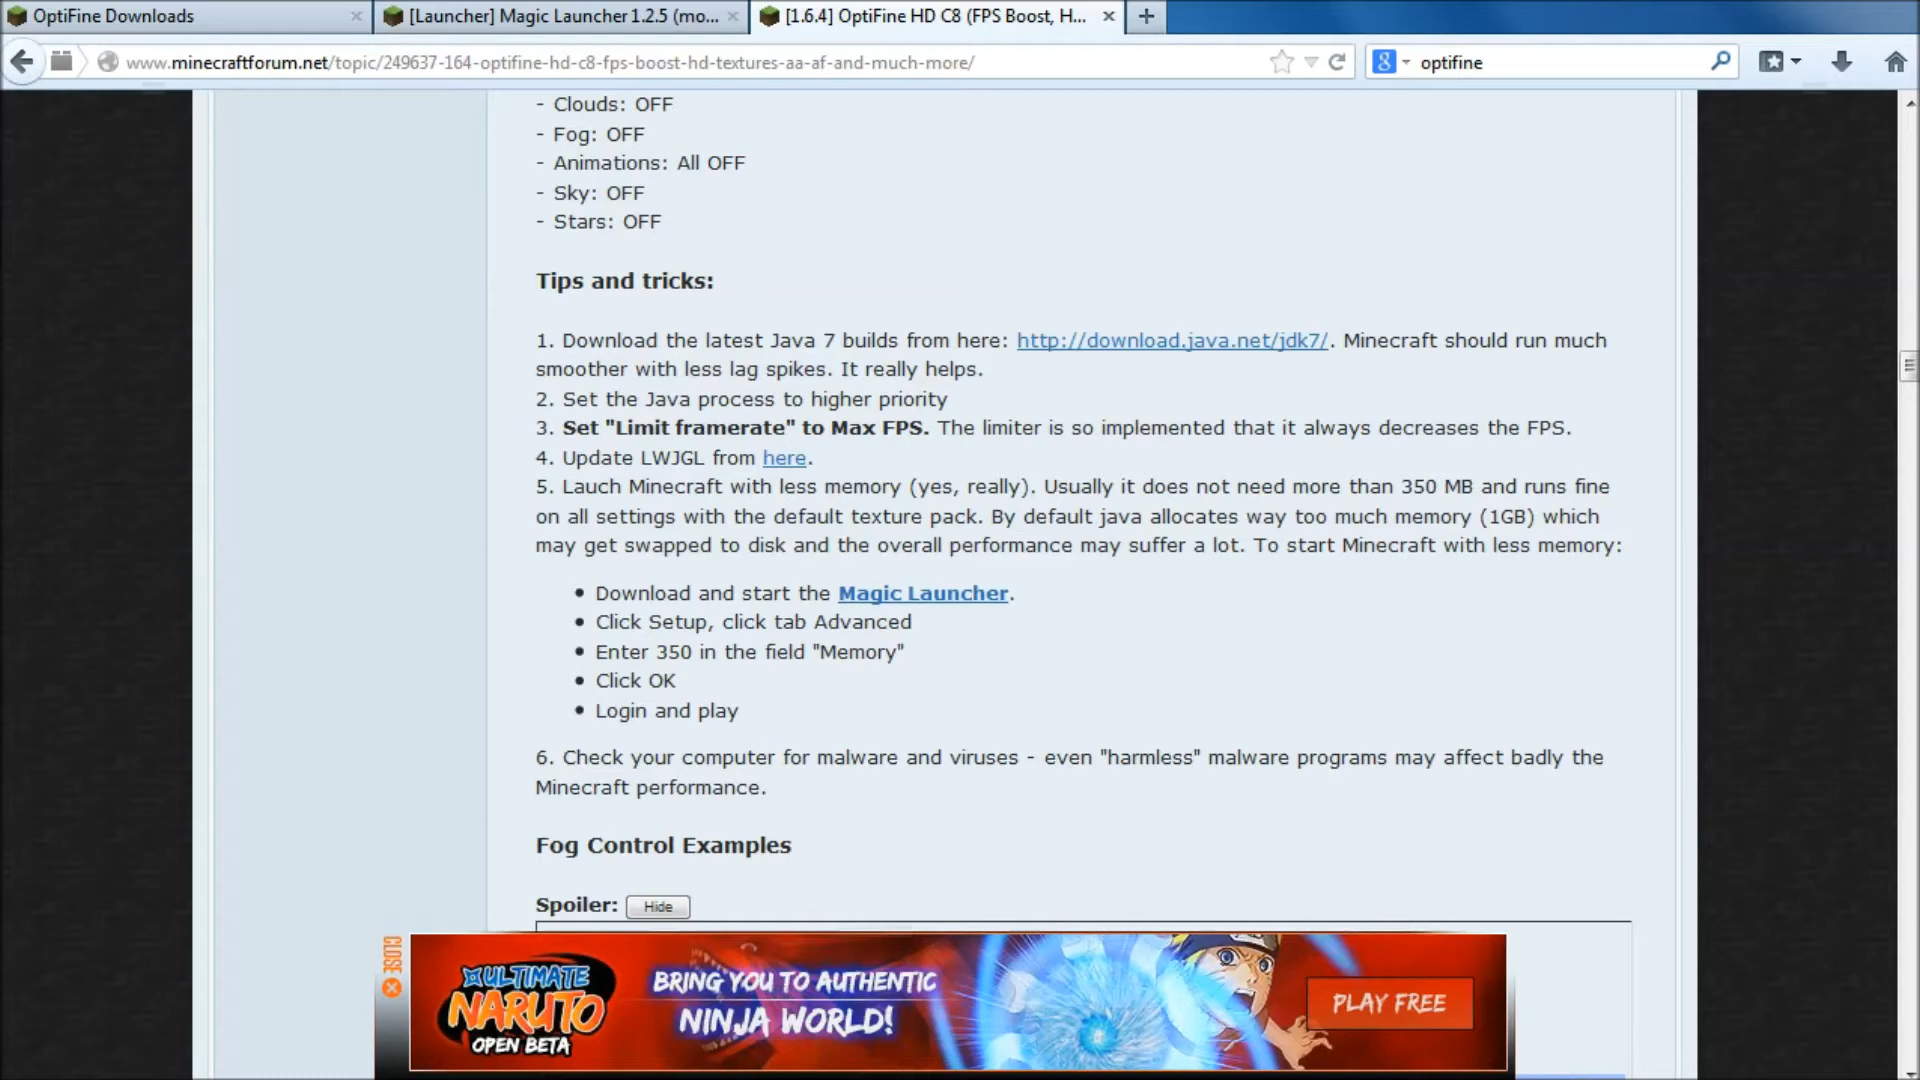 OptiFine Downloads
[Launcher] Magic Launcher 1.2.5 (mo...
[1.6.4] OptiFine HD C8 (FPS Boost, H...
www.minecraftforum.net/topic/249637-164-optifine-hd-c8-fps-boost-hd-textures-aa-af-and-much-more/
8
optifine
- Clouds: OFF
- Fog: OFF
- Animations: All OFF
- Sky: OFF
- Stars: OFF
Tips and tricks:
1. Download the latest Java 7 builds from here: http://download.java.net/jdk7/. Minecraft should run much
smoother with less lag spikes. It really helps.
2. Set the Java process to higher priority
3. Set "Limit framerate" to Max FPS. The limiter is so implemented that it always decreases the FPS.
4. Update LWJGL from here.
5. Lauch Minecraft with less memory (yes, really). Usually it does not need more than 350 MB and runs fine
on all settings with the default texture pack. By default java allocates way too much memory (1GB) which
may get swapped to disk and the overall performance may suffer a lot. To start Minecraft with less memory:
• Download and start the Magic Launcher.
• Click Setup, click tab Advanced
• Enter 350 in the field "Memory"
• Click OK
• Login and play
6. Check your computer for malware and viruses - even "harmless" malware programs may affect badly the
Minecraft performance.
Fog Control Examples
Spoiler: Hide
CLOSE
ULTIMATE
NARUTO
OPEN BETA
BRING YOU TO AUTHENTIC
NINJA WORLD!
PLAY FREE